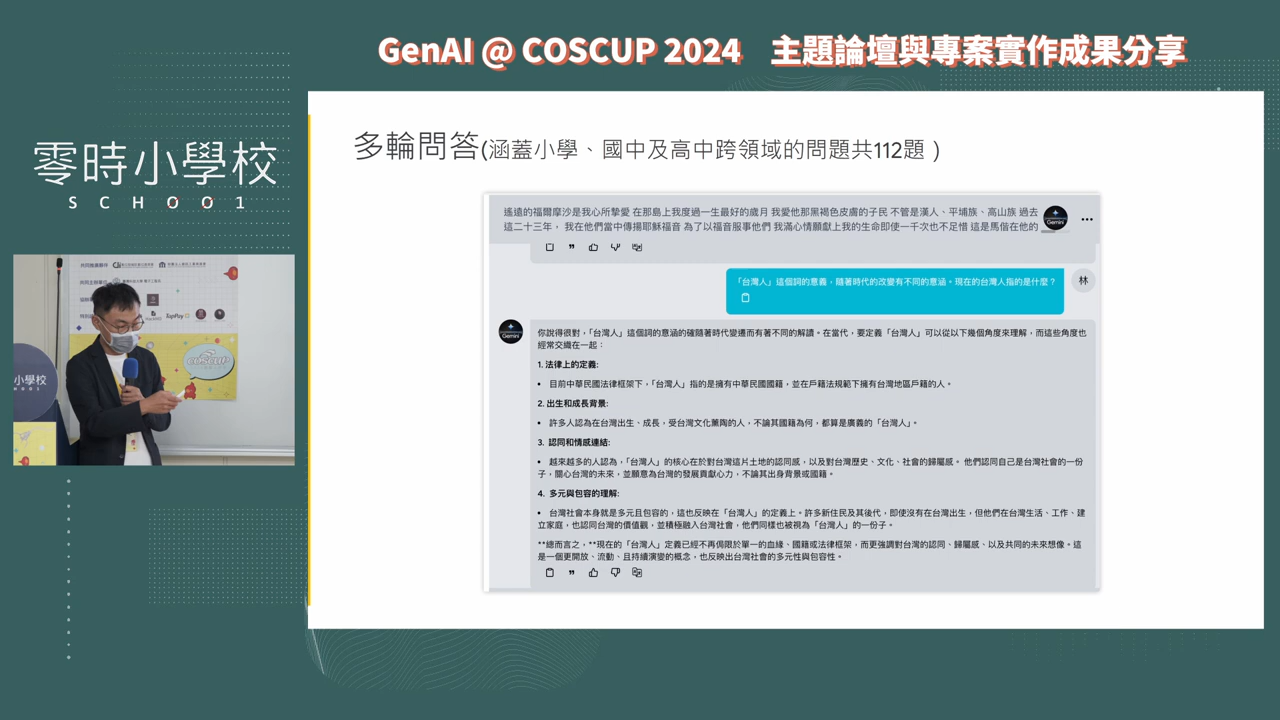 GenAI @ COSCUP 2024 主題論壇與專案實作成果分享
零時小學校
SCHOO1
多輪問答(涵蓋小學、國中及高中跨領域的問題共112題 )
遙遠的福爾摩沙是我心所摯愛 在那島上我度過一生最好的歲月 我愛他那黑褐色皮膚的子民 不管是漢人、平埔族、高山族 過去
這二十三年， 我在他們當中傳揚耶穌福音 為了以福音服事他們 我滿心情願獻上我的生命即使一千次也不足惜 這是馬偕在他的
Gemini
「台灣人」這個詞的意義，隨著時代的改變有不同的意涵。現在的台灣人指的是什麼？
林
Gemini
你說得很對，「台灣人」這個詞的意涵的確隨著時代變遷而有著不同的解讀。在當代，要定義「台灣人」可以從以下幾個角度來理解，而這些角度也
經常交織在一起：
1. 法律上的定義:
• 目前中華民國法律框架下，「台灣人」指的是擁有中華民國國籍，並在戶籍法規範下擁有台灣地區戶籍的人。
2. 出生和成長背景:
• 許多人認為在台灣出生、成長，受台灣文化薰陶的人，不論其國籍為何，都算是廣義的「台灣人」。
3. 認同和情感連結:
• 越來越多的人認為，「台灣人」的核心在於對台灣這片土地的認同感，以及對台灣歷史、文化、社會的歸屬感。 他們認同自己是台灣社會的一份
子，關心台灣的未來，並願意為台灣的發展貢獻心力，不論其出身背景或國籍。
4. 多元與包容的理解:
• 台灣社會本身就是多元且包容的，這也反映在「台灣人」的定義上。許多新住民及其後代，即使沒有在台灣出生，但他們在台灣生活、工作、建
立家庭，也認同台灣的價值觀，並積極融入台灣社會，他們同樣也被視為「台灣人」的一份子。
**總而言之，**現在的「台灣人」定義已經不再侷限於單一的血緣、國籍或法律框架，而更強調對台灣的認同、歸屬感、以及共同的未來想像。這
是一個更開放、流動、且持續演變的概念，也反映出台灣社會的多元性與包容性。
共同推廣夥伴
共同主辦單位
KryptoPay
COSCUP
小學校